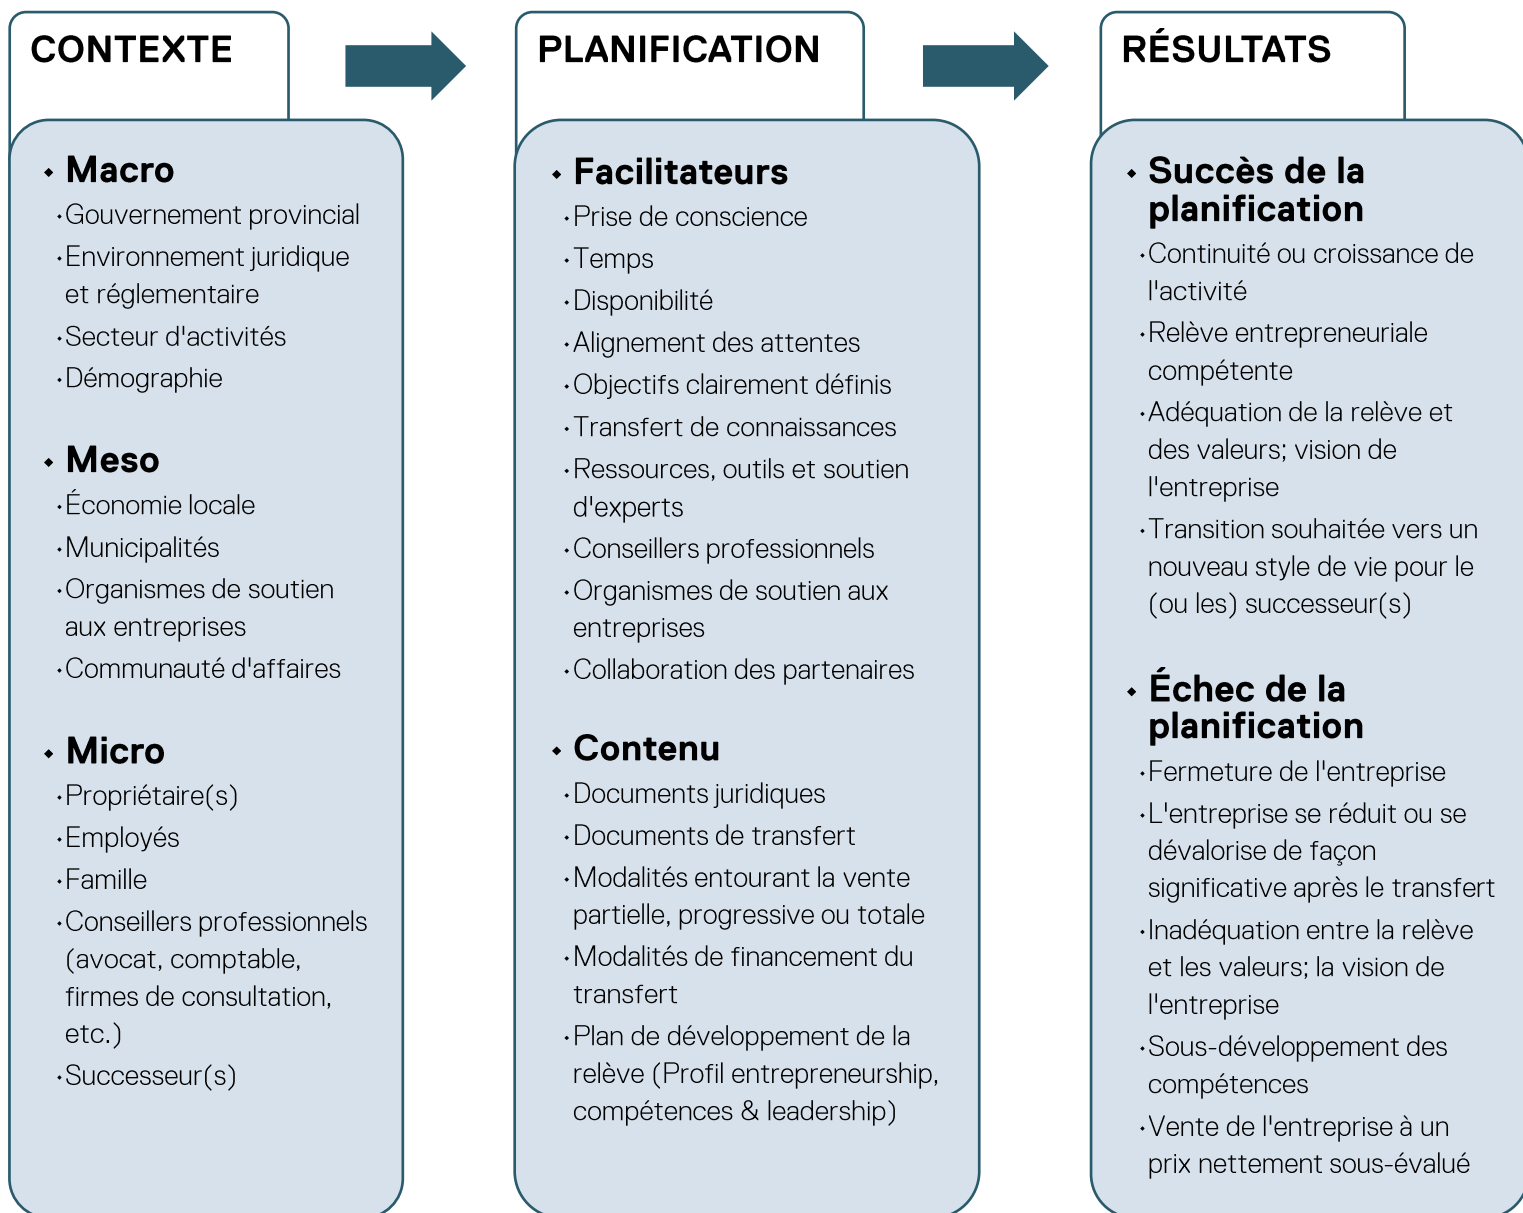 CONTEXTE
Macro
Gouvernement provincial
Environnement juridique
et réglementaire
Secteur d'activités
Démographie
Meso
Économie locale
Municipalités
Organismes de soutien
aux entreprises
Communauté d'affaires
Micro
Propriétaire(s)
Employés
Famille
Conseillers professionnels
(avocat, comptable,
firmes de consultation,
etc.)
Successeur(s)
PLANIFICATION
Facilitateurs
Prise de conscience
Temps
Disponibilité
Alignement des attentes
Objectifs clairement définis
Transfert de connaissances
Ressources, outils et soutien
d'experts
Conseillers professionnels
Organismes de soutien aux
entreprises
Collaboration des partenaires
Contenu
Documents juridiques
Documents de transfert
Modalités entourant la vente
partielle, progressive ou totale
Modalités de financement du
transfert
Plan de développement de la
relève (Profil entrepreneurship,
compétences & leadership)
RÉSULTATS
Succès de la
planification
Continuité ou croissance de
l'activité
Relève entrepreneuriale
compétente
Adéquation de la relève et
des valeurs; vision de
l'entreprise
Transition souhaitée vers un
nouveau style de vie pour le
(ou les) successeur(s)
Échec de la
planification
Fermeture de l'entreprise
L'entreprise se réduit ou se
dévalorise de façon
significative après le transfert
Inadéquation entre la relève
et les valeurs; la vision de
l'entreprise
Sous-développement des
compétences
Vente de l'entreprise à un
prix nettement sous-évalué